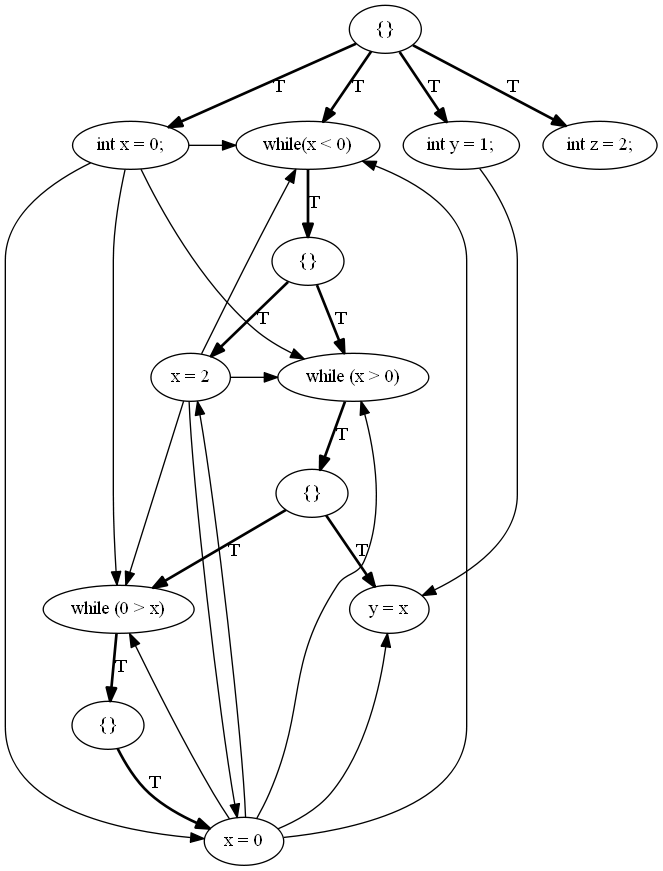 {}
T T T T
int x = 0; while(x < 0) int y = 1; int z = 2;
T
{}
T T
x = 2 while (x > 0)
T
{}
T T
while (0 > x) y = x
T
{}
T
x = 0